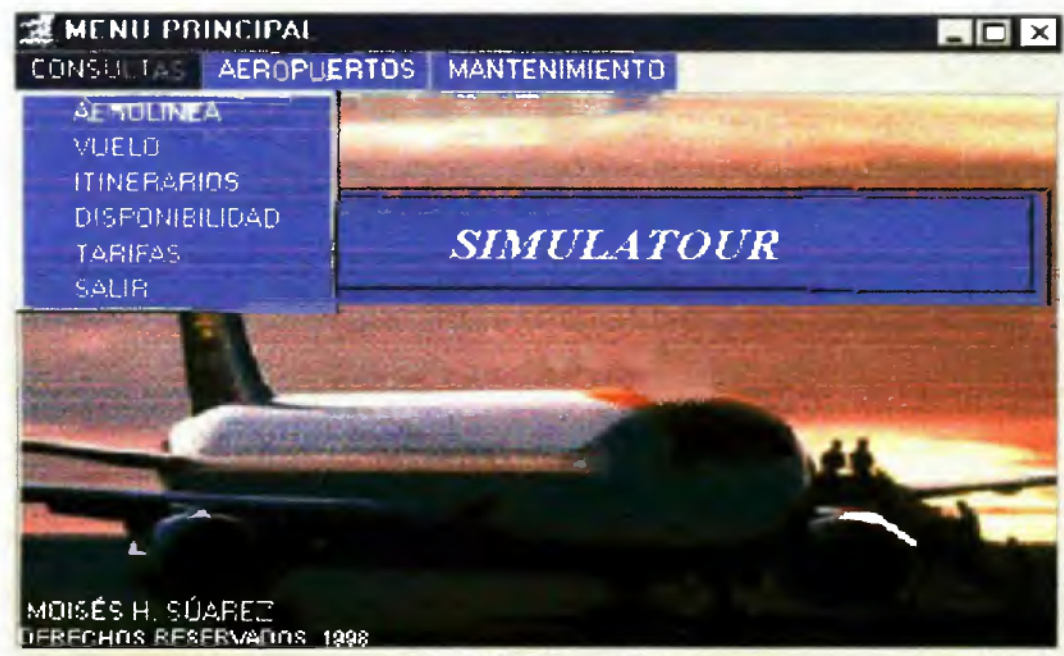 MENU PRINCIPAL
CONSULTAS AEROPUERTOS MANTENIMIENTO
AEROLINEA
VUELO
ITINERARIOS
DISPONIBILIDAD
TARIFAS
SALIR
SIMULATOUR
MOISÉS H. SÚAREZ
DERECHOS RESERVADOS, 1998